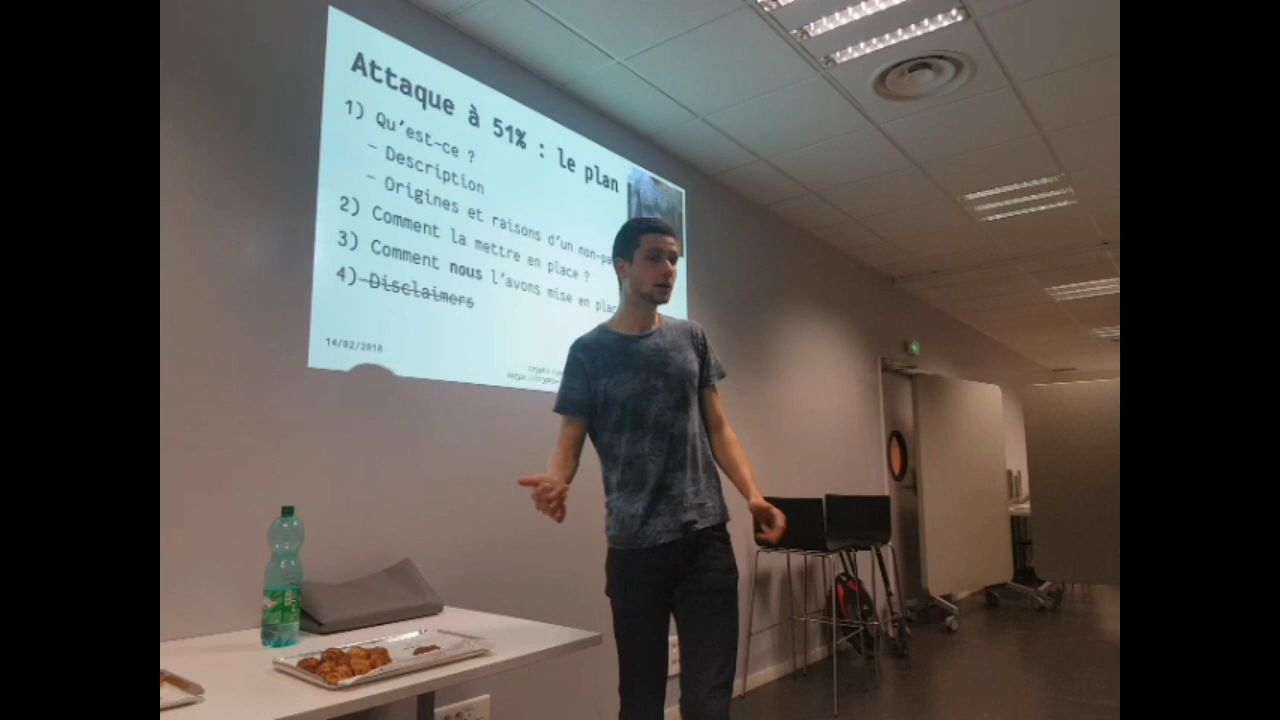 Attaque à 51% : le plan
1) Qu'est-ce ?
– Description
– Origines et raisons d'un non-pa
2) Comment la mettre en place ?
3) Comment nous l'avons mise en plac
4) Disclaimers
14/02/2018